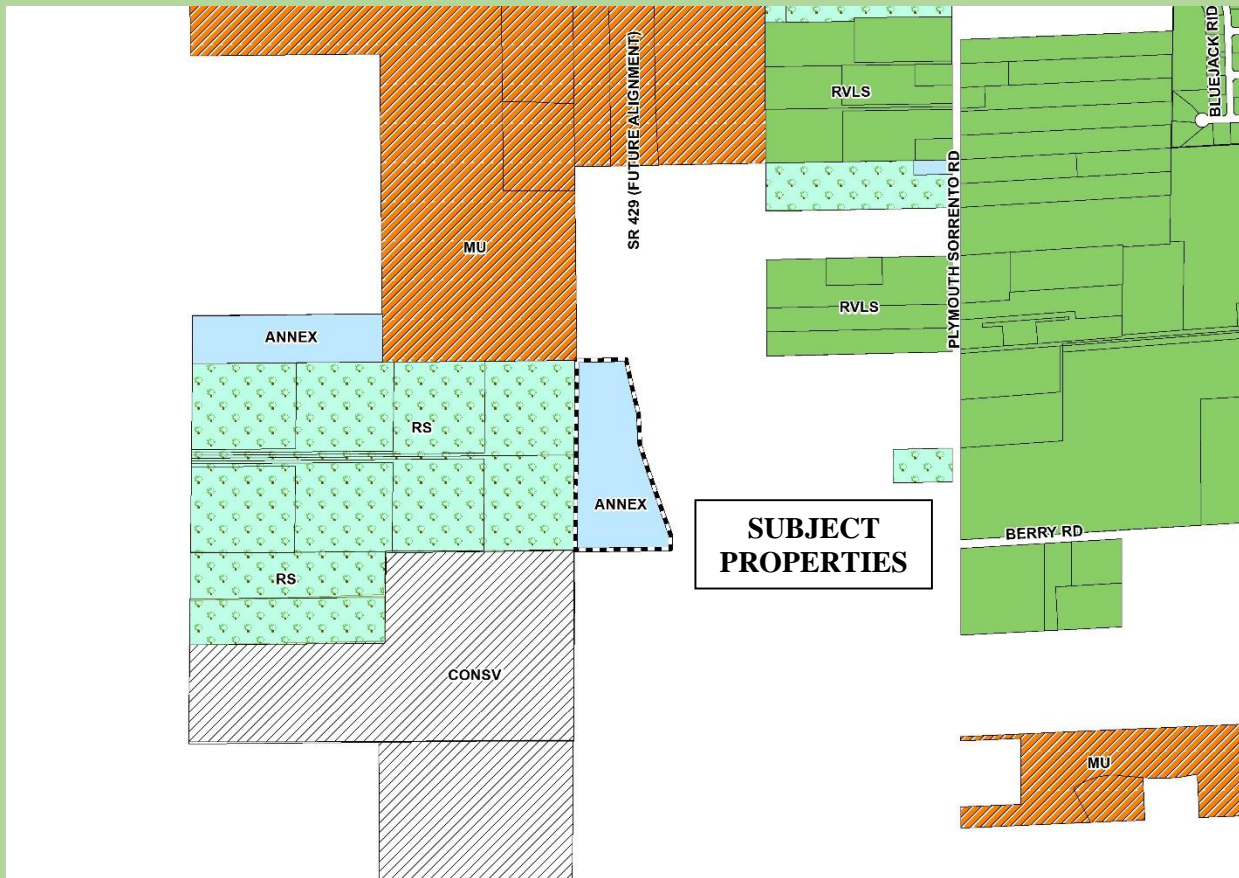 BLUEJACK RID
SR 429 (FUTURE ALIGNMENT)
RVLS
PLYMOUTH SORRENTO RD
MU
RVLS
ANNEX
RS
ANNEX
SUBJECT
PROPERTIES
BERRY RD
RS
CONSV
MU